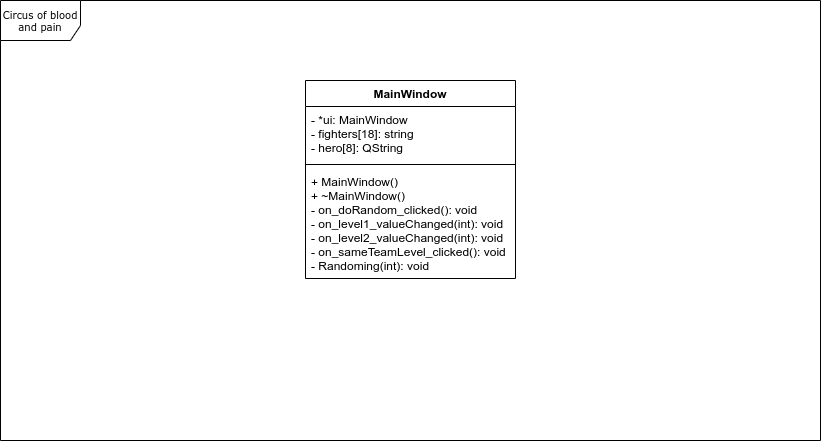 Circus of blood
and pain
MainWindow
- *ui: MainWindow
- fighters[18]: string
- hero[8]: QString
+ MainWindow()
+ ~MainWindow()
- on_doRandom_clicked(): void
- on_level1_valueChanged(int): void
- on_level2_valueChanged(int): void
- on_sameTeamLevel_clicked(): void
- Randoming(int): void